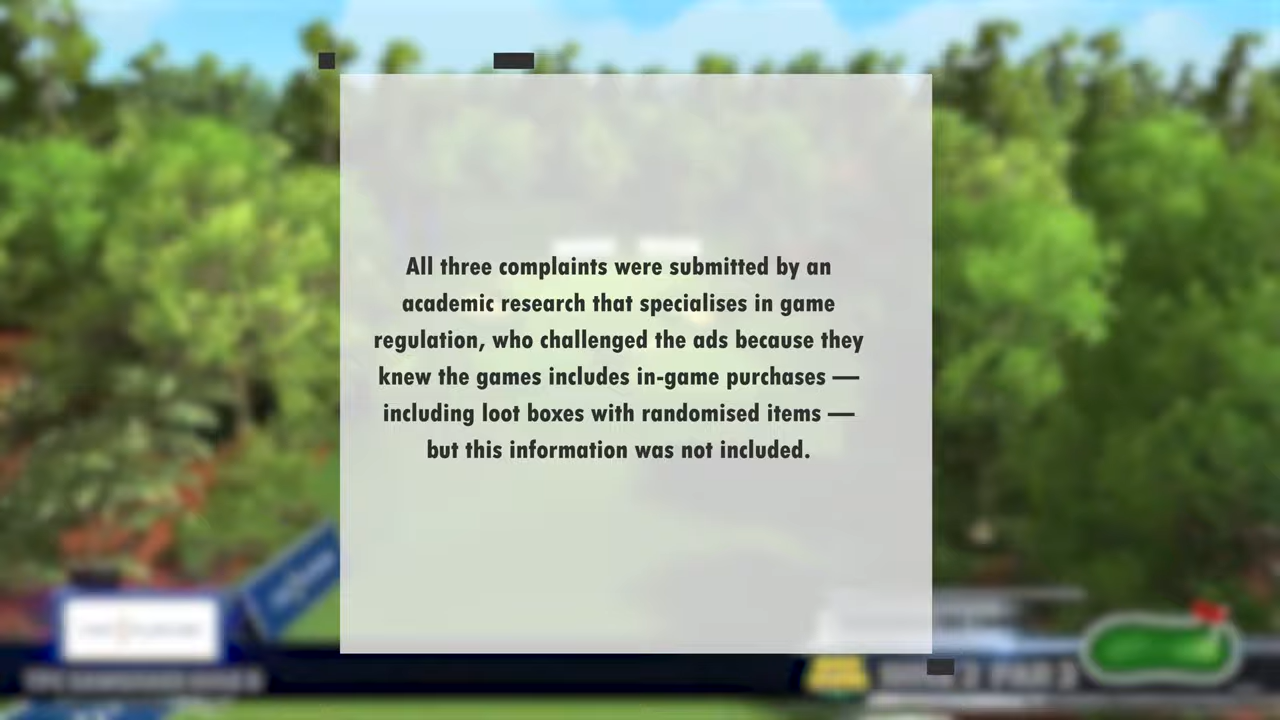 All three complaints were submitted by an
academic research that specialises in game
regulation, who challenged the ads because they
knew the games includes in-game purchases —
including loot boxes with randomised items —
but this information was not included.